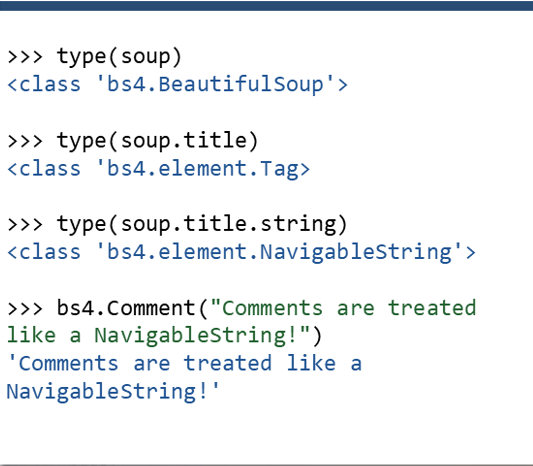 >>> type(soup)
<class 'bs4.BeautifulSoup'>
>>> type(soup.title)
<class 'bs4.element.Tag>
>>> type(soup.title.string)
<class 'bs4.element.NavigableString'>
>>> bs4.Comment("Comments are treated
like a NavigableString!")
'Comments are treated like a
NavigableString!'